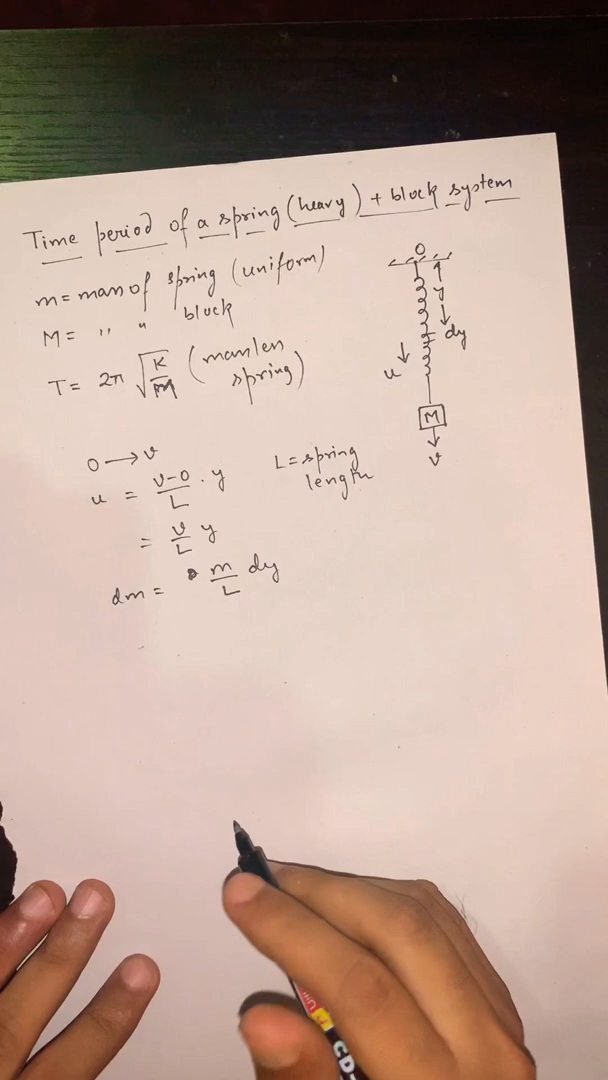 Time period of a spring (heavy) + block system
m = mass of spring (uniform)
M = " " block
T = 2π √(K/m) (massless spring)
O
y
dy
u
M
v
0 → v
u = (v-0)/L . y
L = spring length
= v/L y
dm = m/L dy
CD-